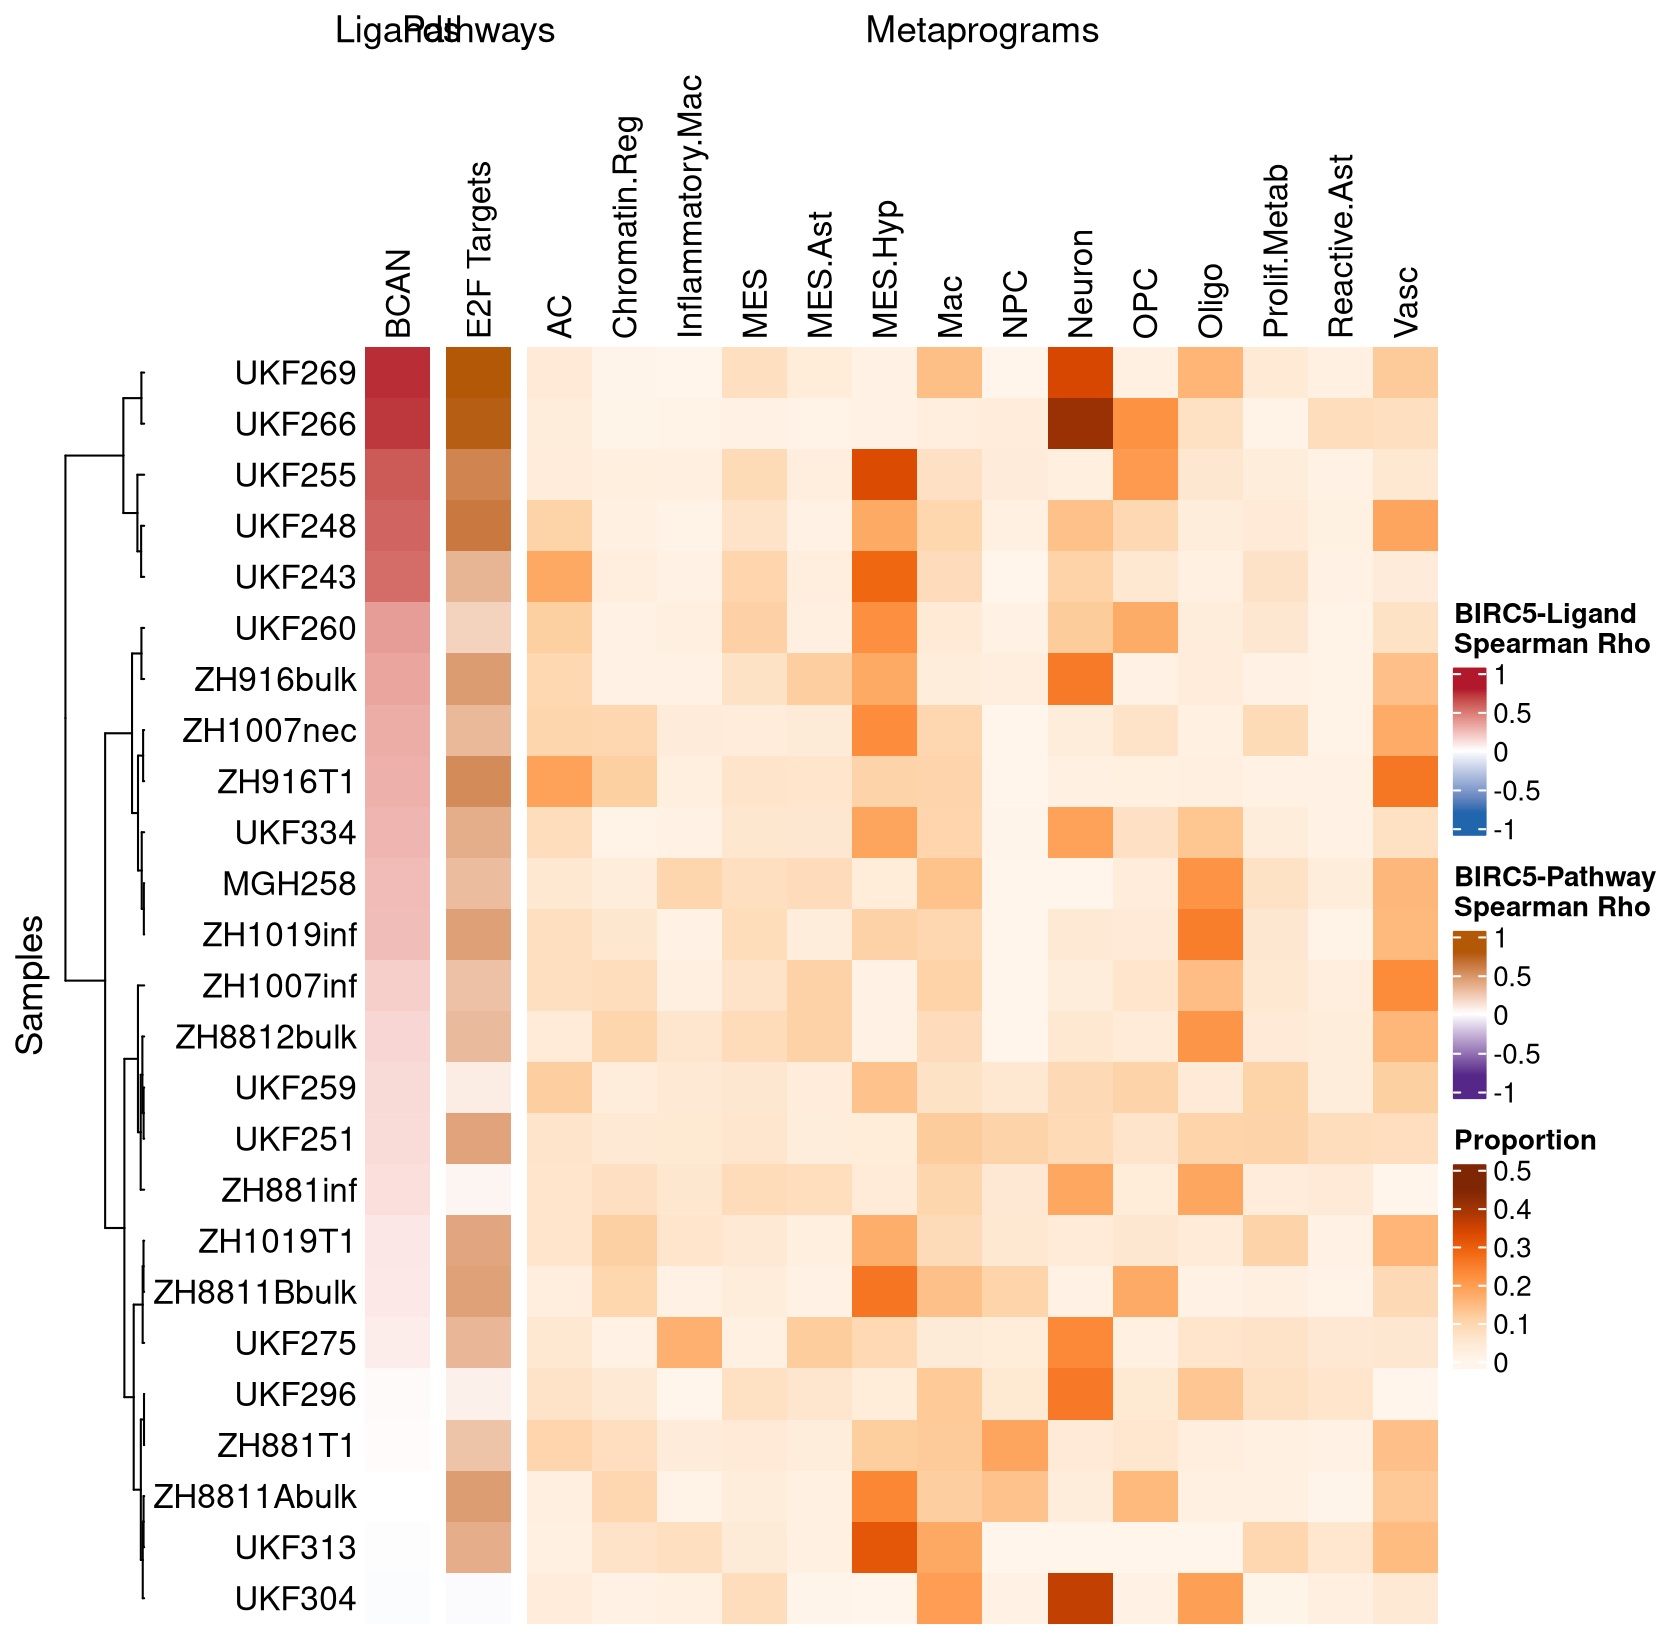 Ligands Pathways Metaprograms
BCAN E2F Targets AC Chromatin.Reg Inflammatory.Mac MES MES.Ast MES.Hyp Mac NPC Neuron OPC Oligo Prolif.Metab Reactive.Ast Vasc
Samples
UKF269
UKF266
UKF255
UKF248
UKF243
UKF260
ZH916bulk
ZH1007nec
ZH916T1
UKF334
MGH258
ZH1019inf
ZH1007inf
ZH8812bulk
UKF259
UKF251
ZH881inf
ZH1019T1
ZH8811Bbulk
UKF275
UKF296
ZH881T1
ZH8811Abulk
UKF313
UKF304
BIRC5-Ligand
Spearman Rho
1
0.5
0
-0.5
-1
BIRC5-Pathway
Spearman Rho
1
0.5
0
-0.5
-1
Proportion
0.5
0.4
0.3
0.2
0.1
0